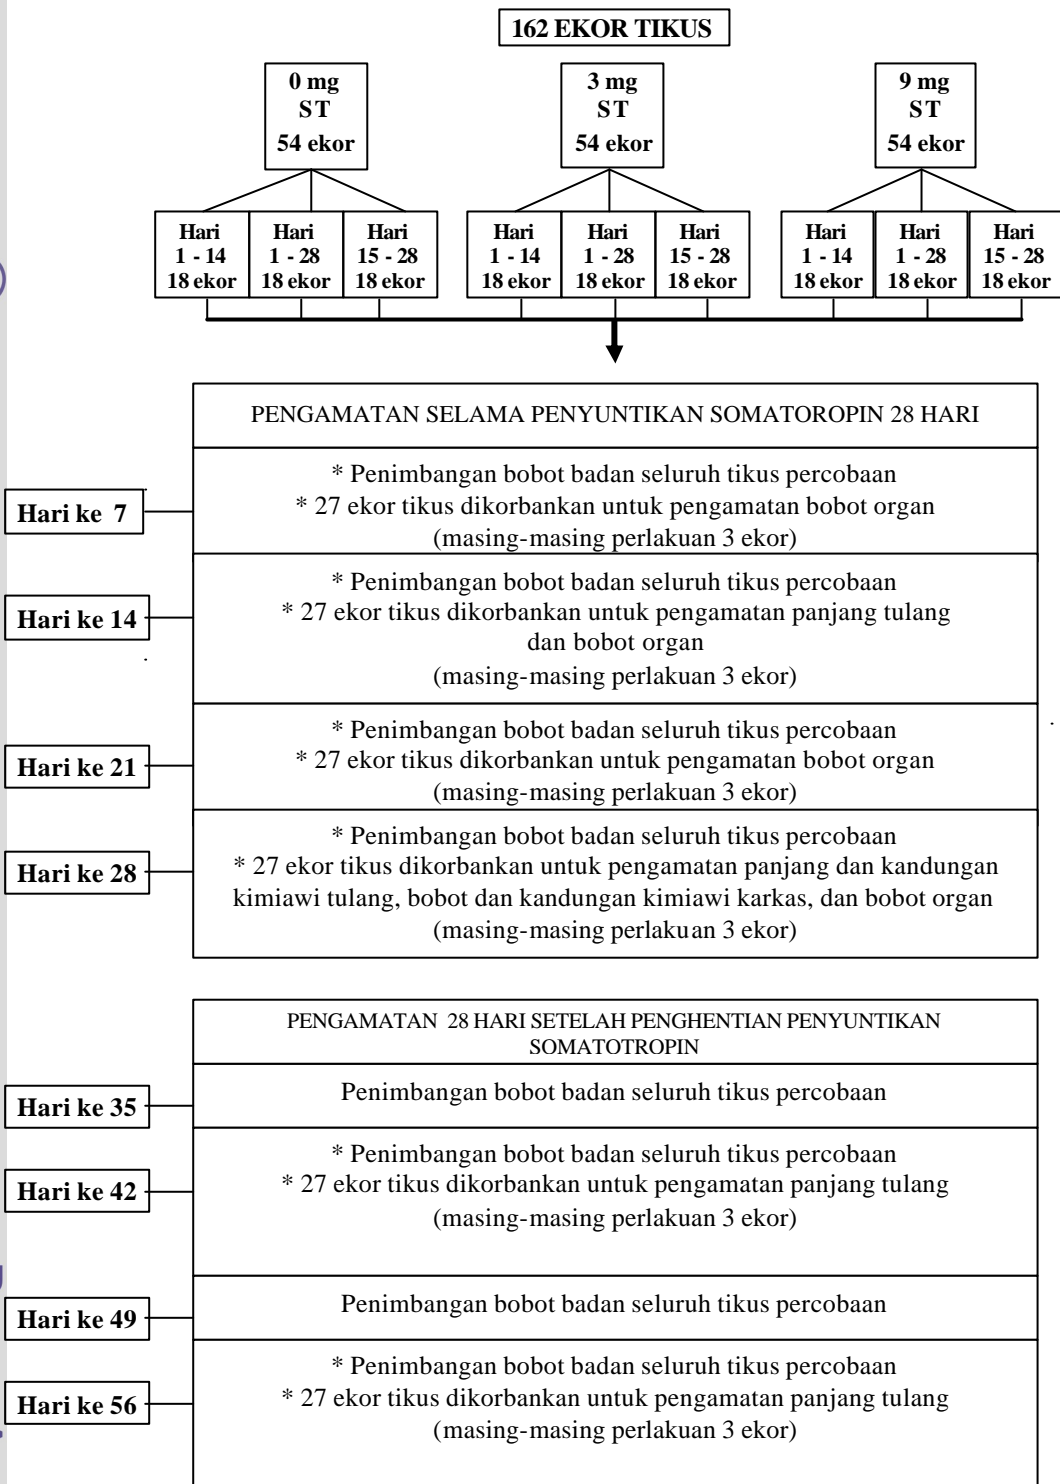 162 EKOR TIKUS
0 mg
ST
54 ekor
3 mg
ST
54 ekor
9 mg
ST
54 ekor
Hari
1 - 14
18 ekor
Hari
1 - 28
18 ekor
Hari
15 - 28
18 ekor
Hari
1 - 14
18 ekor
Hari
1 - 28
18 ekor
Hari
15 - 28
18 ekor
Hari
1 - 14
18 ekor
Hari
1 - 28
18 ekor
Hari
15 - 28
18 ekor
PENGAMATAN SELAMA PENYUNTIKAN SOMATOROPIN 28 HARI
Hari ke 7
* Penimbangan bobot badan seluruh tikus percobaan
* 27 ekor tikus dikorbankan untuk pengamatan bobot organ
(masing-masing perlakuan 3 ekor)
Hari ke 14
* Penimbangan bobot badan seluruh tikus percobaan
* 27 ekor tikus dikorbankan untuk pengamatan panjang tulang
dan bobot organ
(masing-masing perlakuan 3 ekor)
Hari ke 21
* Penimbangan bobot badan seluruh tikus percobaan
* 27 ekor tikus dikorbankan untuk pengamatan bobot organ
(masing-masing perlakuan 3 ekor)
Hari ke 28
* Penimbangan bobot badan seluruh tikus percobaan
* 27 ekor tikus dikorbankan untuk pengamatan panjang dan kandungan
kimiawi tulang, bobot dan kandungan kimiawi karkas, dan bobot organ
(masing-masing perlakuan 3 ekor)
PENGAMATAN 28 HARI SETELAH PENGHENTIAN PENYUNTIKAN
SOMATOTROPIN
Hari ke 35
Penimbangan bobot badan seluruh tikus percobaan
Hari ke 42
* Penimbangan bobot badan seluruh tikus percobaan
* 27 ekor tikus dikorbankan untuk pengamatan panjang tulang
(masing-masing perlakuan 3 ekor)
Hari ke 49
Penimbangan bobot badan seluruh tikus percobaan
Hari ke 56
* Penimbangan bobot badan seluruh tikus percobaan
* 27 ekor tikus dikorbankan untuk pengamatan panjang tulang
(masing-masing perlakuan 3 ekor)